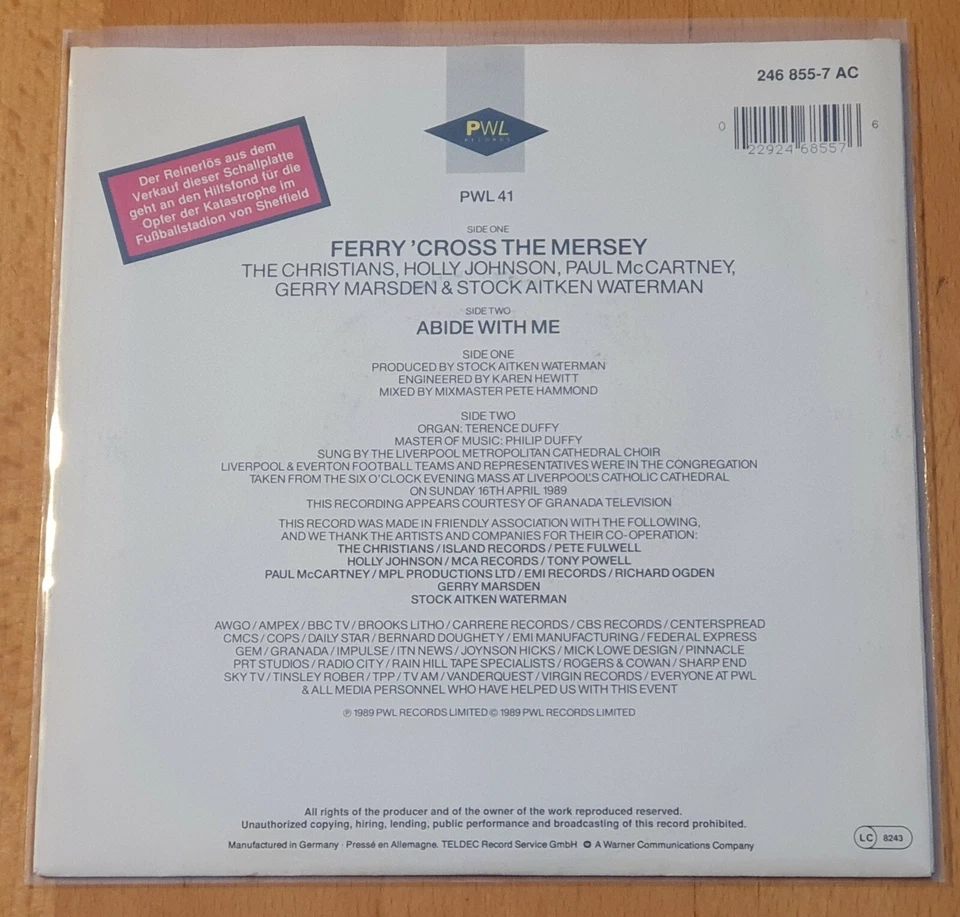 246 855-7 AC
0 22924 68557 6
PWL
RECORDS
Der Reinerlös aus dem
Verkauf dieser Schallplatte
geht an den Hilfsfond für die
Opfer der Katastrophe im
Fußballstadion von Sheffield
PWL 41
SIDE ONE
FERRY 'CROSS THE MERSEY
THE CHRISTIANS, HOLLY JOHNSON, PAUL McCARTNEY,
GERRY MARSDEN & STOCK AITKEN WATERMAN
SIDE TWO
ABIDE WITH ME
SIDE ONE
PRODUCED BY STOCK AITKEN WATERMAN
ENGINEERED BY KAREN HEWITT
MIXED BY MIXMASTER PETE HAMMOND
SIDE TWO
ORGAN: TERENCE DUFFY
MASTER OF MUSIC: PHILIP DUFFY
SUNG BY THE LIVERPOOL METROPOLITAN CATHEDRAL CHOIR
LIVERPOOL & EVERTON FOOTBALL TEAMS AND REPRESENTATIVES WERE IN THE CONGREGATION
TAKEN FROM THE SIX O'CLOCK EVENING MASS AT LIVERPOOL'S CATHOLIC CATHEDRAL
ON SUNDAY 16TH APRIL 1989
THIS RECORDING APPEARS COURTESY OF GRANADA TELEVISION
THIS RECORD WAS MADE IN FRIENDLY ASSOCIATION WITH THE FOLLOWING,
AND WE THANK THE ARTISTS AND COMPANIES FOR THEIR CO-OPERATION:
THE CHRISTIANS / ISLAND RECORDS / PETE FULWELL
HOLLY JOHNSON / MCA RECORDS / TONY POWELL
PAUL McCARTNEY / MPL PRODUCTIONS LTD / EMI RECORDS / RICHARD OGDEN
GERRY MARSDEN
STOCK AITKEN WATERMAN
AWGO / AMPEX / BBC TV / BROOKS LITHO / CARRERE RECORDS / CBS RECORDS / CENTERSPREAD
CMCS / COPS / DAILY STAR / BERNARD DOUGHETY / EMI MANUFACTURING / FEDERAL EXPRESS
GEM / GRANADA / IMPULSE / ITN NEWS / JOYNSON HICKS / MICK LOWE DESIGN / PINNACLE
PRT STUDIOS / RADIO CITY / RAIN HILL TAPE SPECIALISTS / ROGERS & COWAN / SHARP END
SKY TV / TINSLEY ROBER / TPP / TV AM / VANDERQUEST / VIRGIN RECORDS / EVERYONE AT PWL
& ALL MEDIA PERSONNEL WHO HAVE HELPED US WITH THIS EVENT
℗ 1989 PWL RECORDS LIMITED © 1989 PWL RECORDS LIMITED
All rights of the producer and of the owner of the work reproduced reserved.
Unauthorized copying, hiring, lending, public performance and broadcasting of this record prohibited.
Manufactured in Germany · Pressé en Allemagne. TELDEC Record Service GmbH A Warner Communications Company
LC 8243